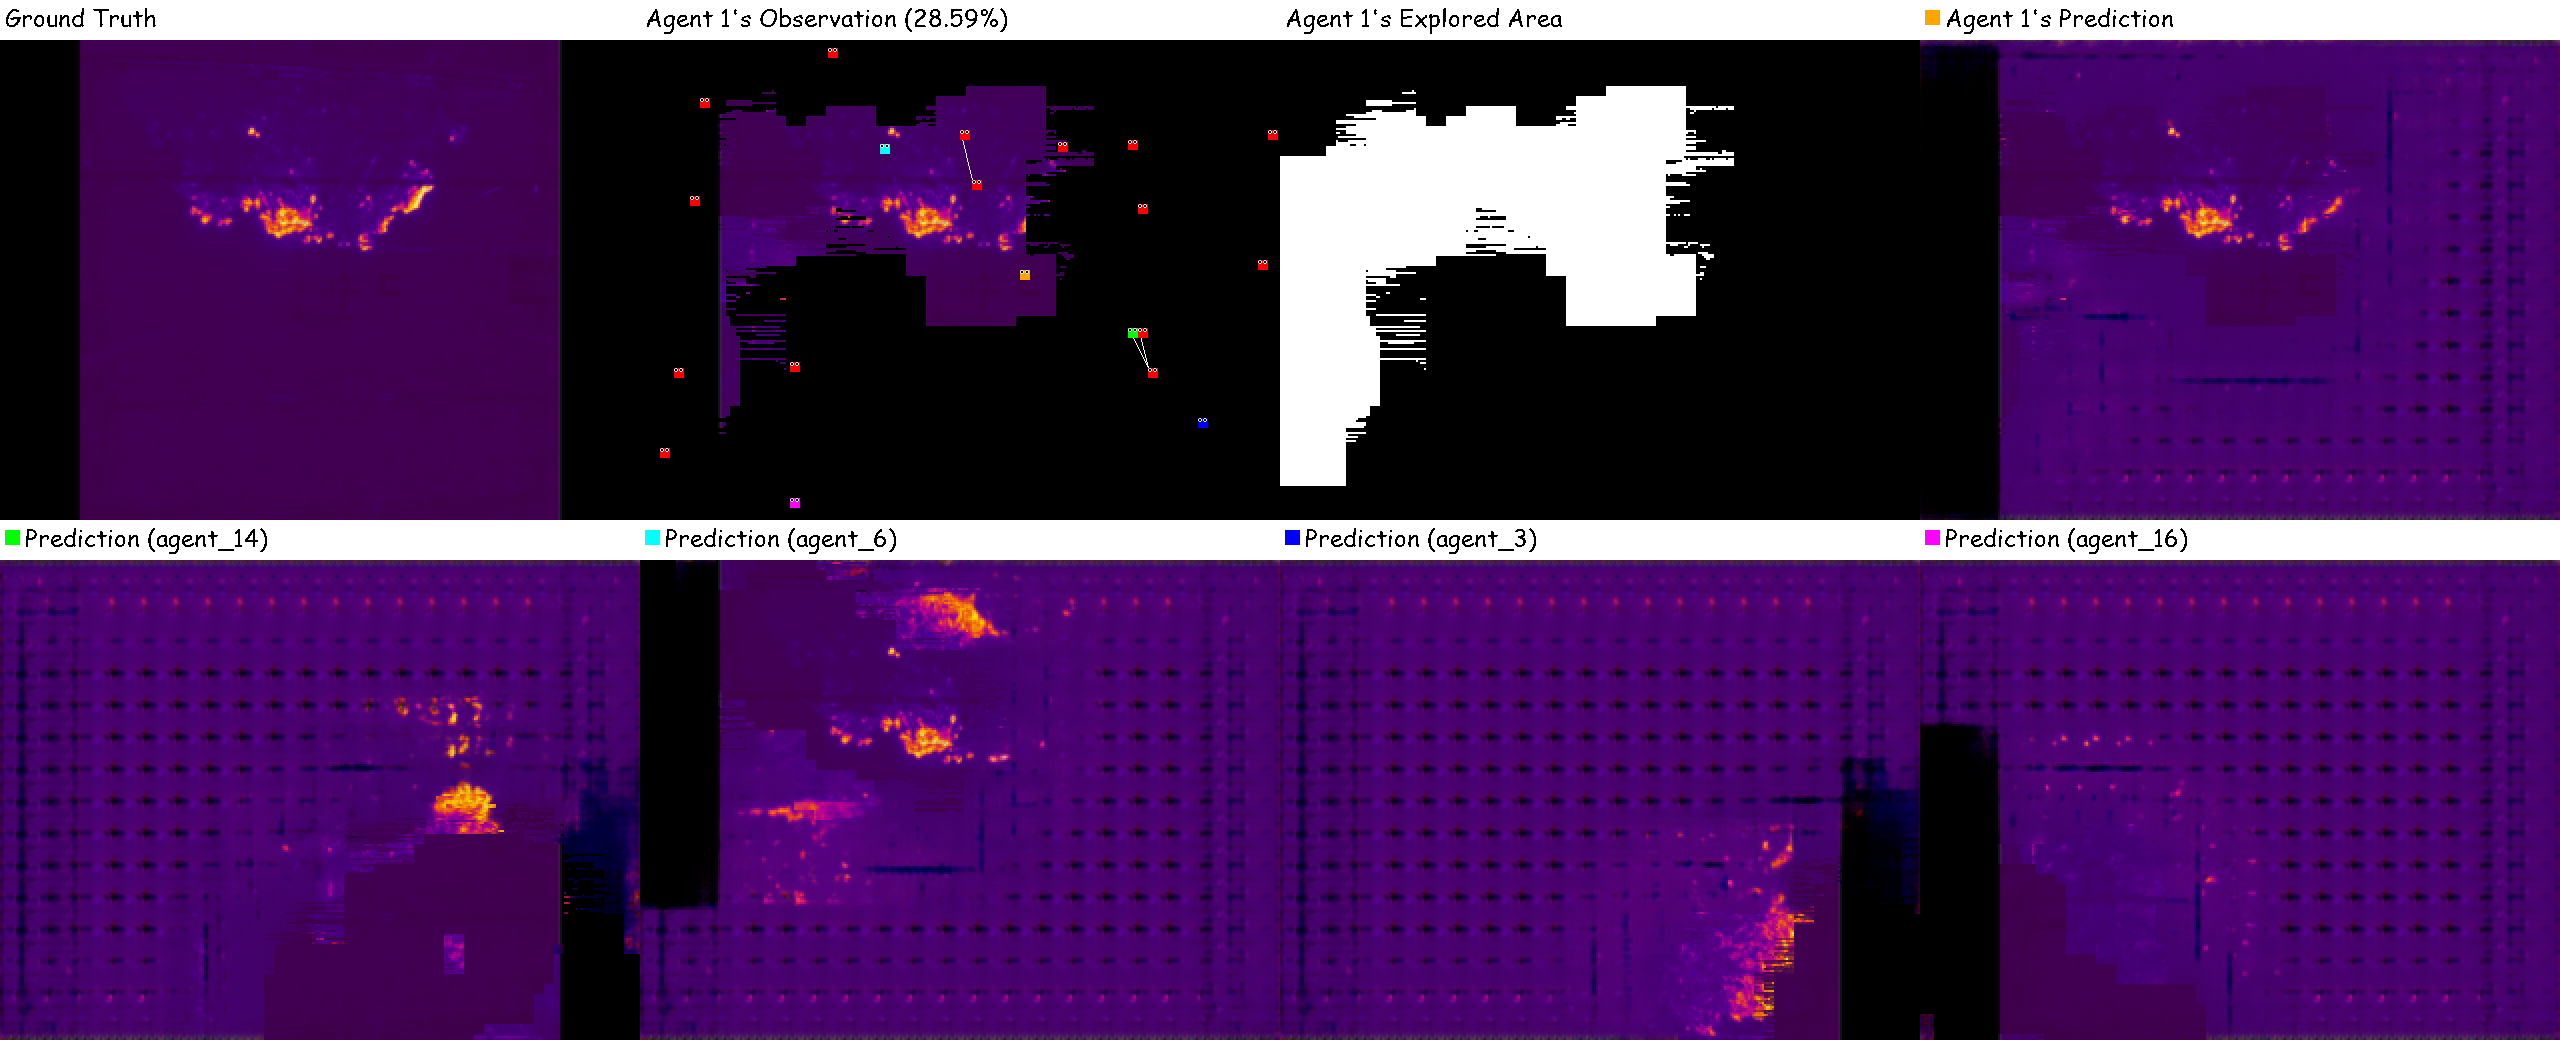 Ground Truth
Agent 1's Observation (28.59%)
Agent 1's Explored Area
Agent 1's Prediction
Prediction (agent_14)
Prediction (agent_6)
Prediction (agent_3)
Prediction (agent_16)